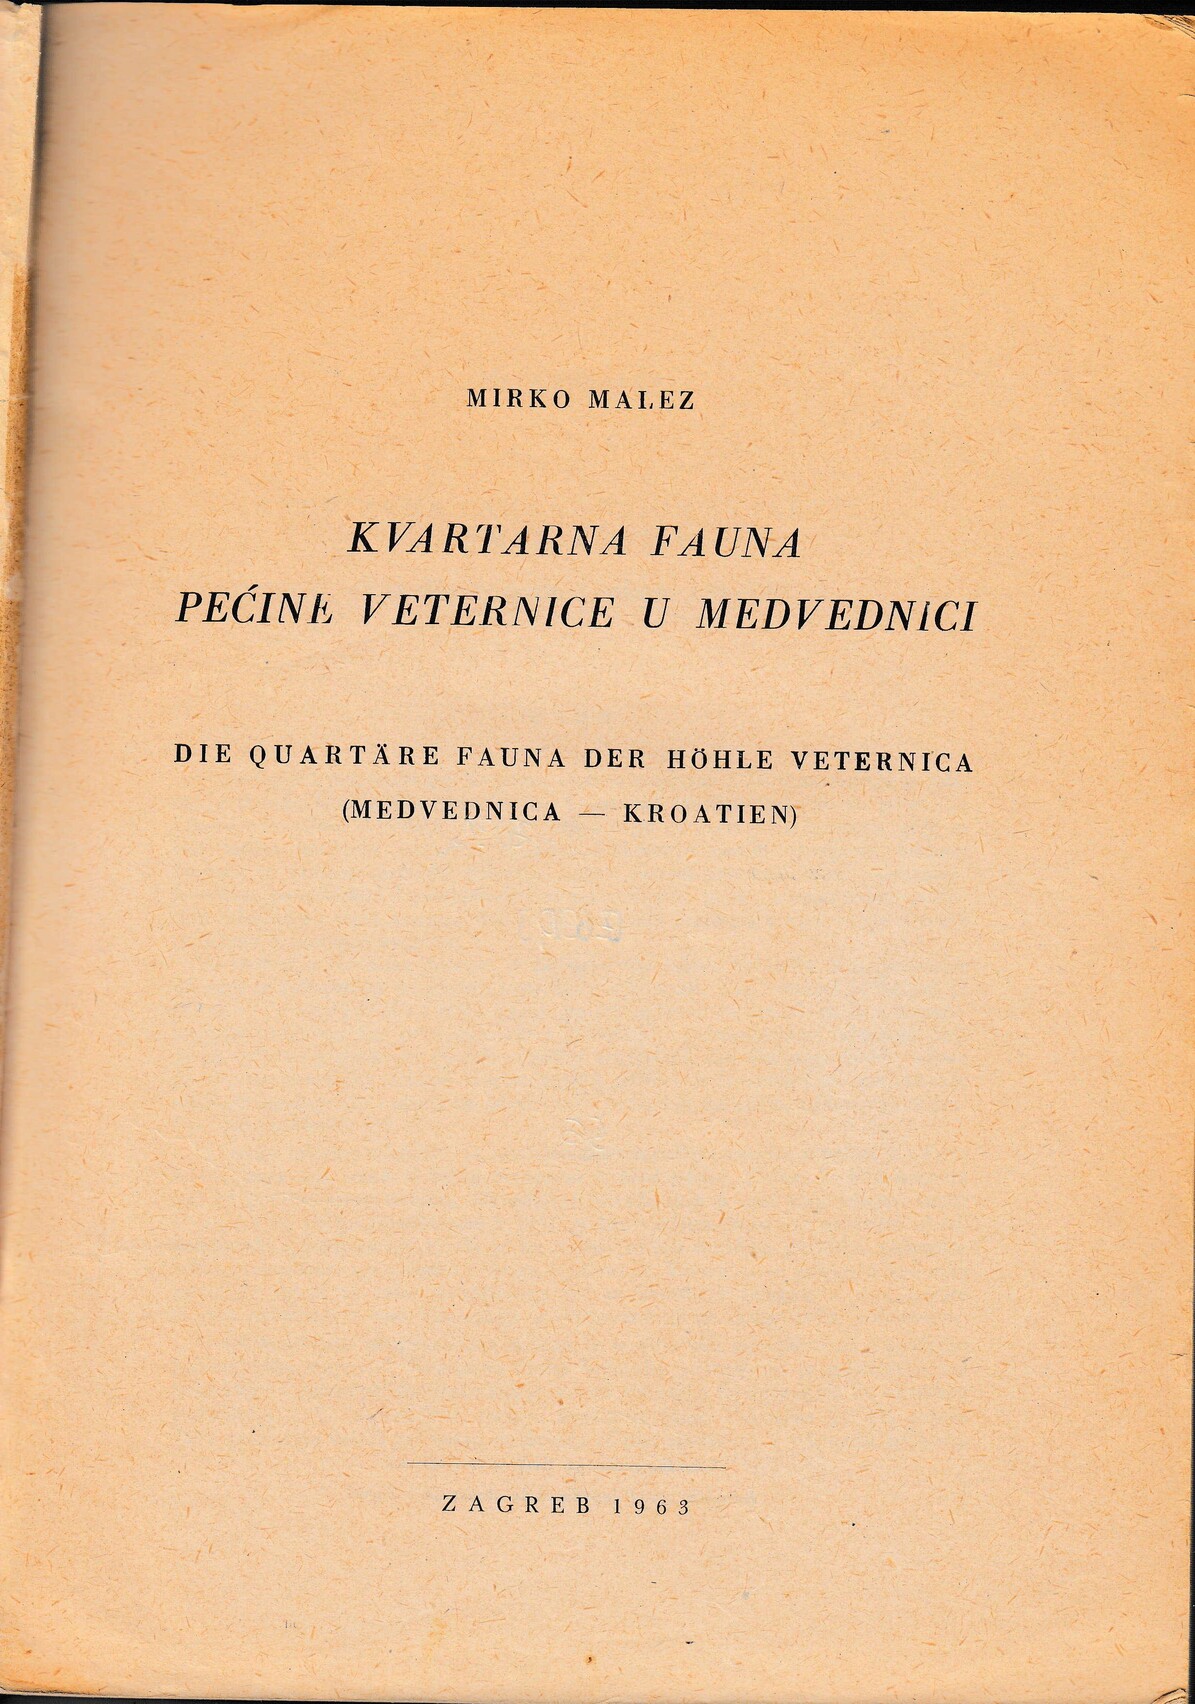 MIRKO MALEZ
KVARTARNA FAUNA
PEĆINE VETERNICE U MEDVEDNICI
DIE QUARTÄRE FAUNA DER HÖHLE VETERNICA
(MEDVEDNICA — KROATIEN)
ZAGREB 1963